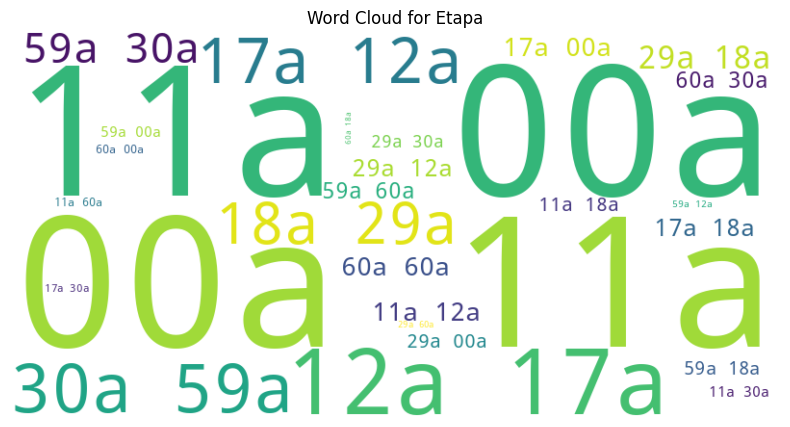 Word Cloud for Etapa
59a 30a
17a 12a
17a 00a
29a 18a
60a 30a
11a 00a
59a 00a
60a 00a
60a 18a
29a 30a
29a 12a
59a 60a
11a 60a
11a 18a
59a 12a
18a 29a
17a 18a
00a 11a
60a 60a
17a 30a
11a 12a
29a 60a
29a 00a
30a 59a
12a 17a
59a 18a
11a 30a